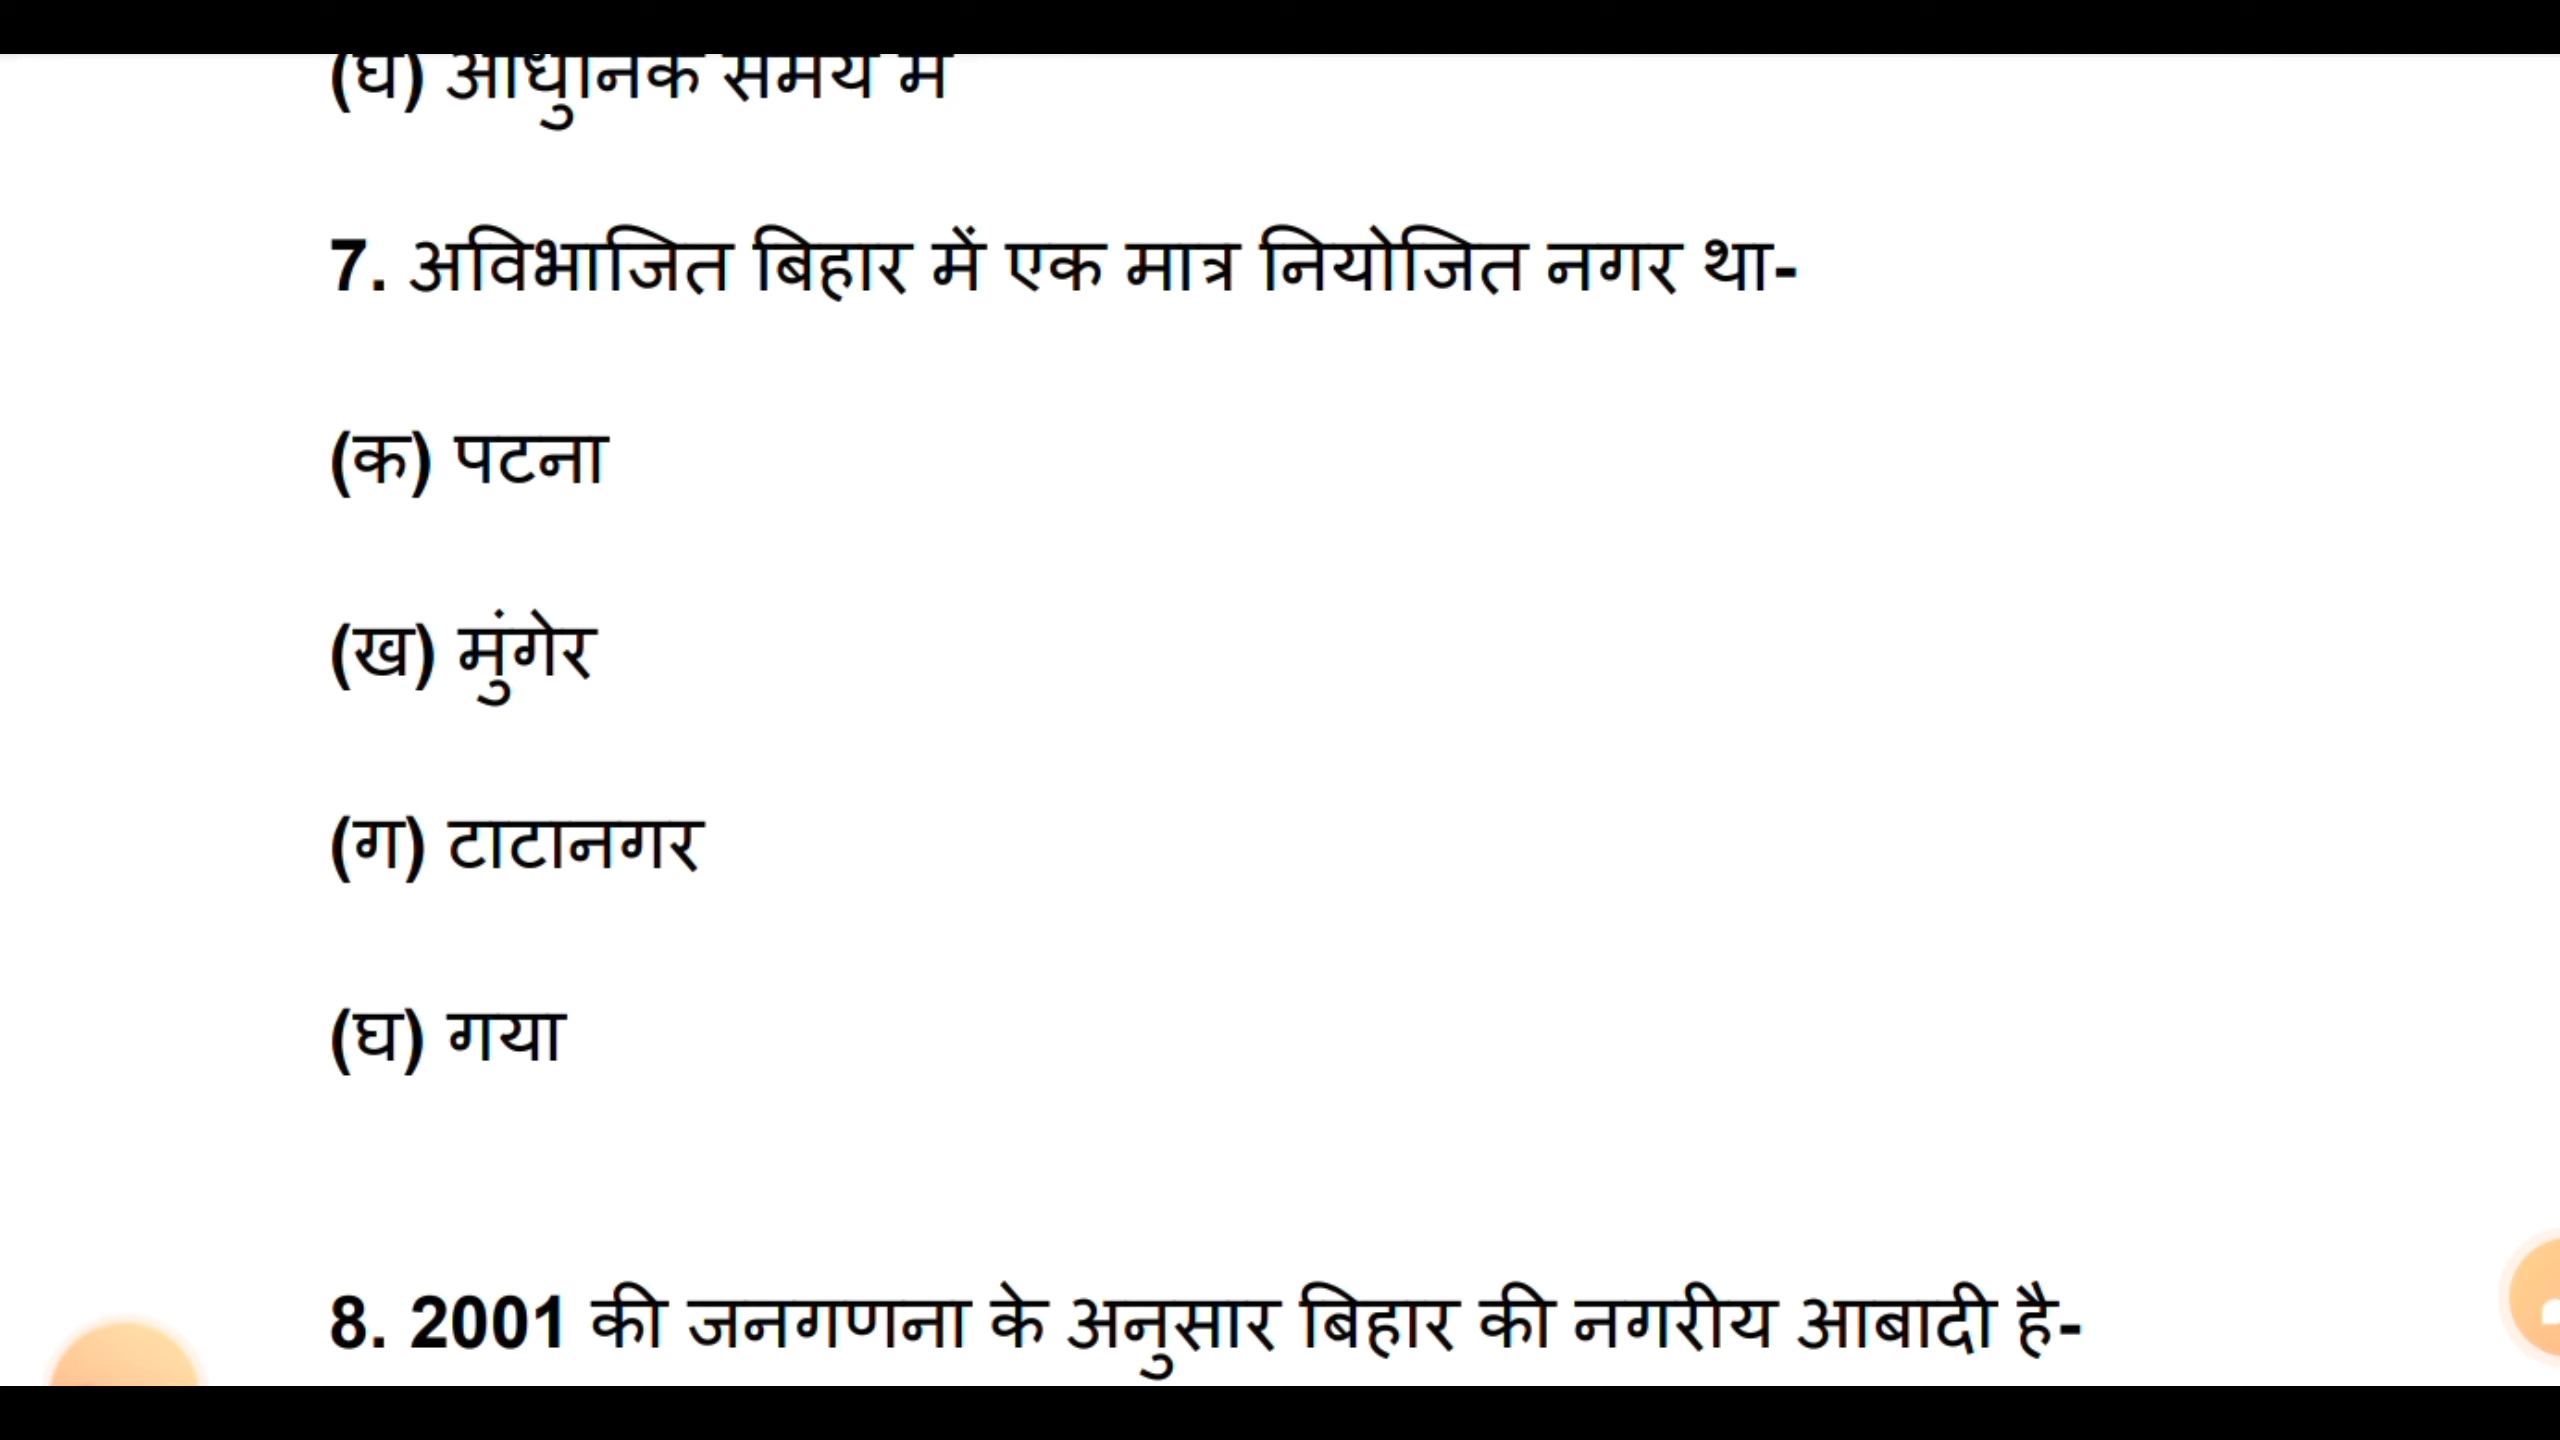 (घ) आधुनिक समय में
7. अविभाजित बिहार में एक मात्र नियोजित नगर था-
(क) पटना
(ख) मुंगेर
(ग) टाटानगर
(घ) गया
8. 2001 की जनगणना के अनुसार बिहार की नगरीय आबादी है-